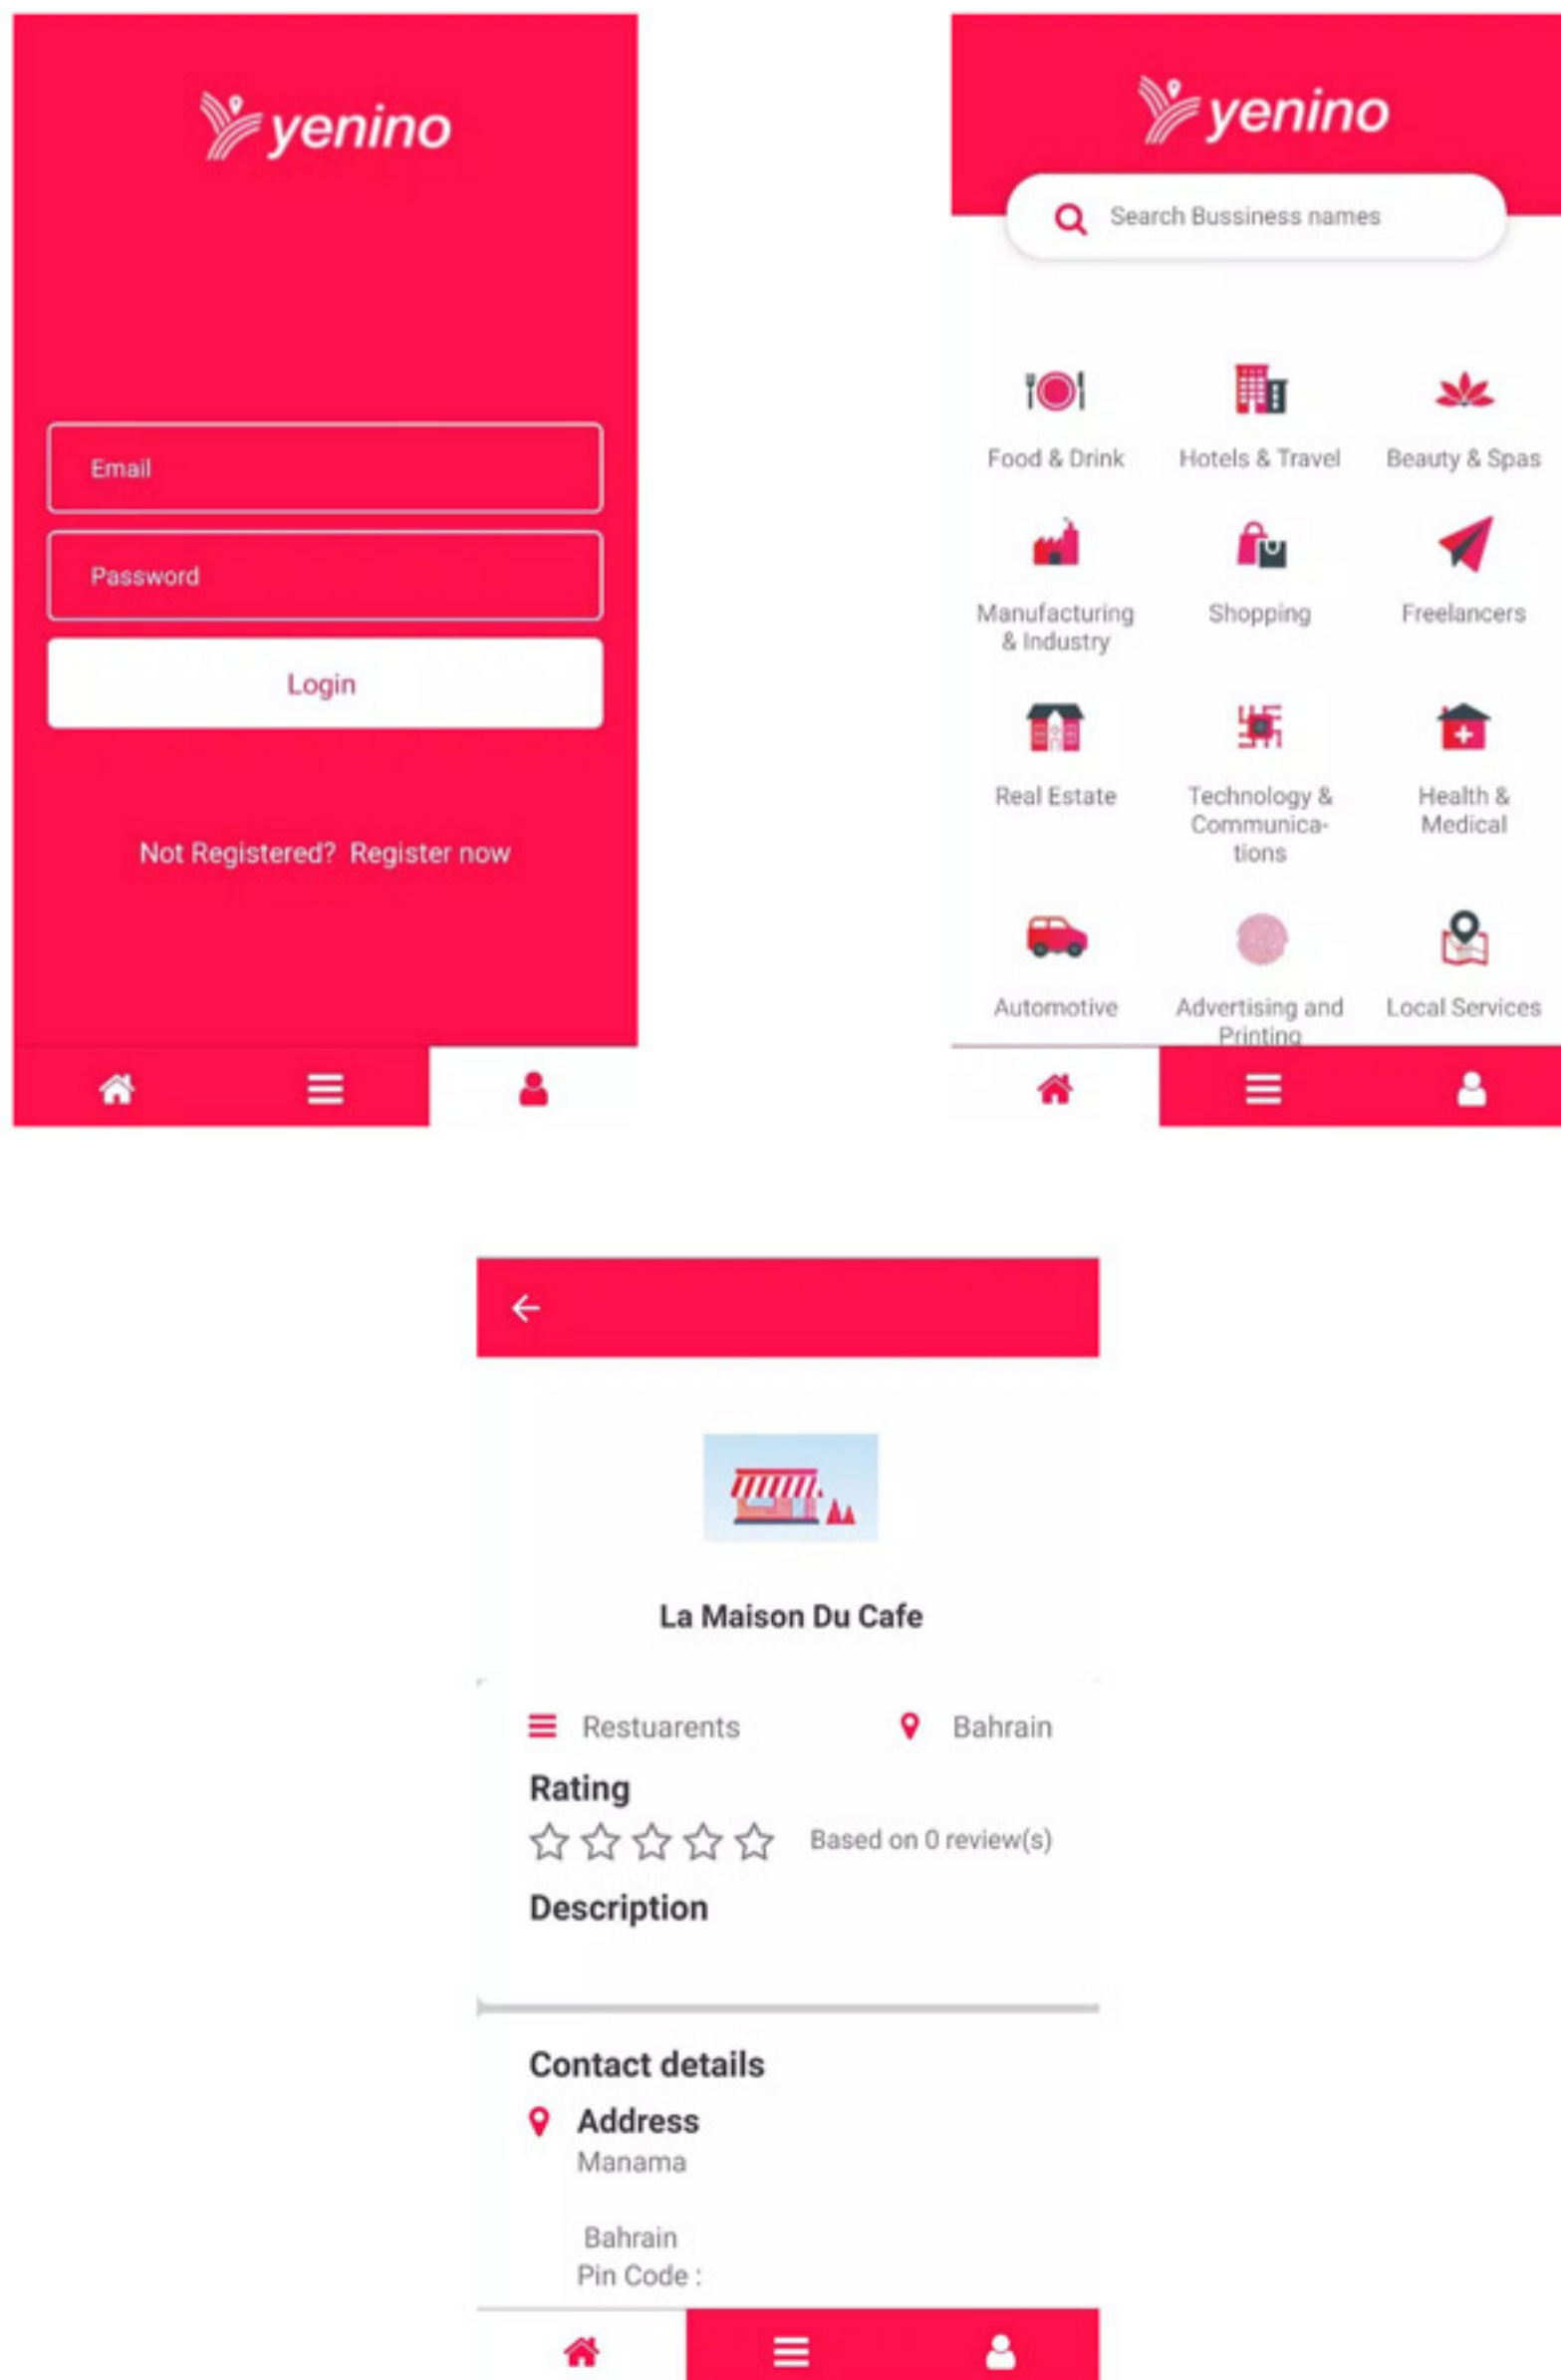 yenino
Email
Password
Login
Not Registered? Register now
yenino
Search Bussiness names
Food & Drink
Hotels & Travel
Beauty & Spas
Manufacturing
& Industry
Shopping
Freelancers
Real Estate
Technology &
Communica-
tions
Health &
Medical
Automotive
Advertising and
Printing
Local Services
La Maison Du Cafe
Restuarents
Bahrain
Rating
Based on 0 review(s)
Description
Contact details
Address
Manama
Bahrain
Pin Code :